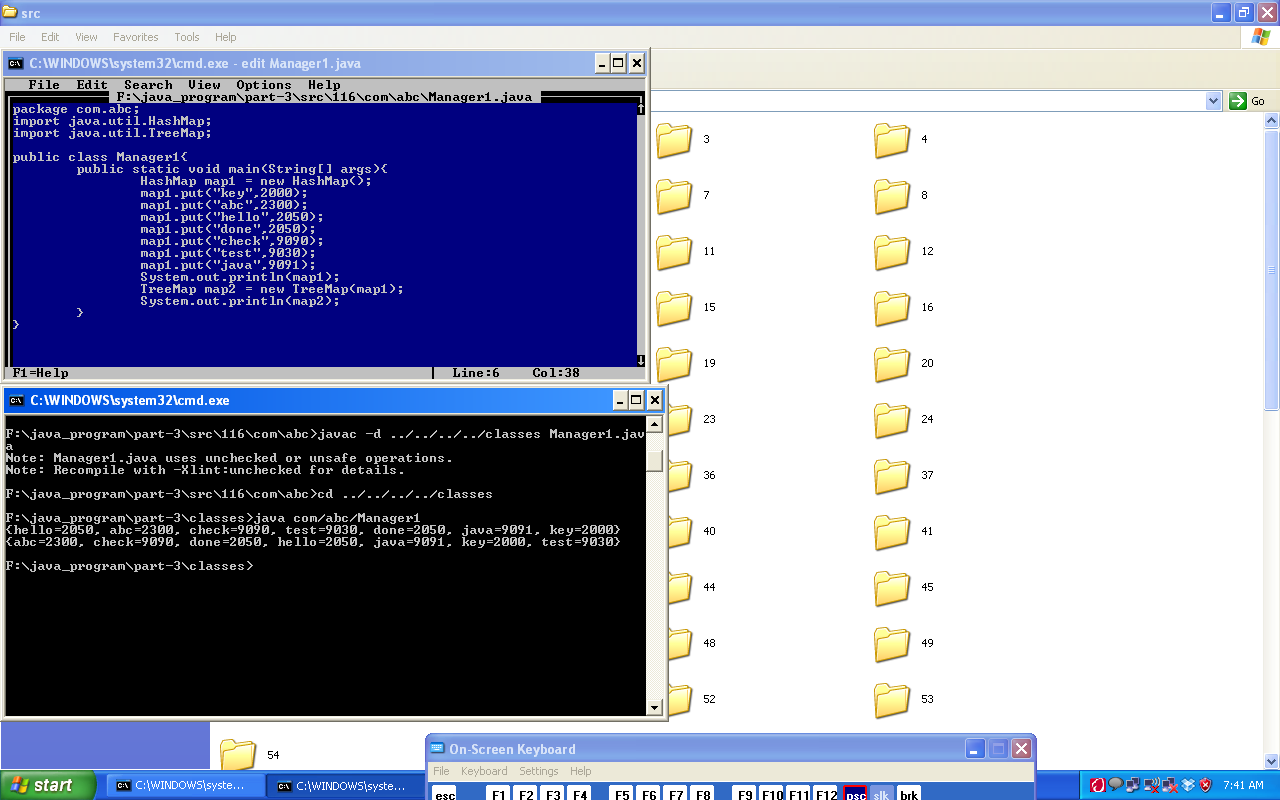 src
File Edit View Favorites Tools Help
C:\WINDOWS\system32\cmd.exe - edit Manager1.java
File Edit Search View Options Help
F:\java_program\part-3\src\116\com\abc\Manager1.java
package com.abc;
import java.util.HashMap;
import java.util.TreeMap;
public class Manager1{
public static void main(String[] args){
HashMap map1 = new HashMap();
map1.put("key",2000);
map1.put("abc",2300);
map1.put("hello",2050);
map1.put("done",2050);
map1.put("check",9090);
map1.put("test",9030);
map1.put("java",9091);
System.out.println(map1);
TreeMap map2 = new TreeMap(map1);
System.out.println(map2);
}
}
F1=Help Line:6 Col:38
Go
3 4
7 8
11 12
15 16
19 20
23 24
36 37
40 41
44 45
48 49
52 53
54
C:\WINDOWS\system32\cmd.exe
F:\java_program\part-3\src\116\com\abc>javac -d ../../../../classes Manager1.jav
a
Note: Manager1.java uses unchecked or unsafe operations.
Note: Recompile with -Xlint:unchecked for details.
F:\java_program\part-3\src\116\com\abc>cd ../../../../classes
F:\java_program\part-3\classes>java com/abc/Manager1
{hello=2050, abc=2300, check=9090, test=9030, done=2050, java=9091, key=2000}
{abc=2300, check=9090, done=2050, hello=2050, java=9091, key=2000, test=9030}
F:\java_program\part-3\classes>
On-Screen Keyboard
File Keyboard Settings Help
esc F1 F2 F3 F4 F5 F6 F7 F8 F9 F10 F11 F12 psc slk brk
start C:\WINDOWS\syste... C:\WINDOWS\syste... 7:41 AM